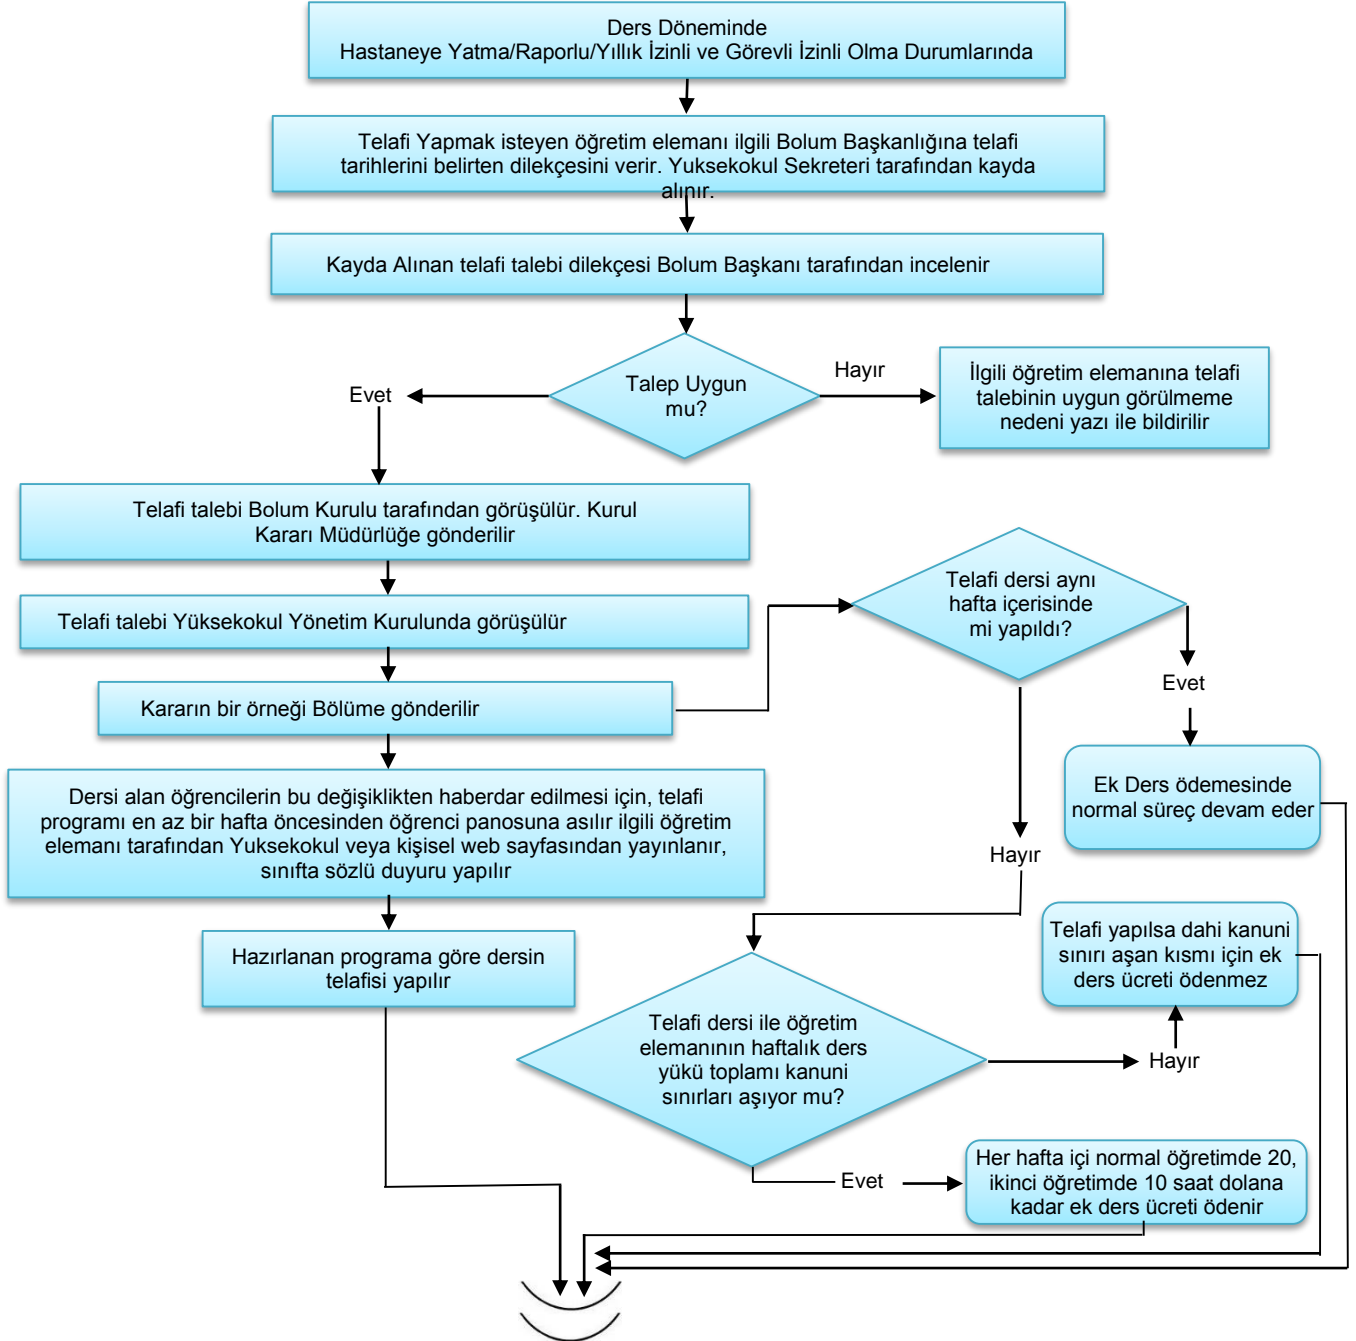 Ders Döneminde
Hastaneye Yatma/Raporlu/Yıllık İzinli ve Görevli İzinli Olma Durumlarında
Telafi Yapmak isteyen öğretim elemanı ilgili Bolum Başkanlığına telafi
tarihlerini belirten dilekçesini verir. Yuksekokul Sekreteri tarafından kayda
alınır.
Kayda Alınan telafi talebi dilekçesi Bolum Başkanı tarafından incelenir
Talep Uygun
mu?
Evet
Hayır
İlgili öğretim elemanına telafi
talebinin uygun görülmeme
nedeni yazı ile bildirilir
Telafi talebi Bolum Kurulu tarafından görüşülür. Kurul
Kararı Müdürlüğe gönderilir
Telafi talebi Yüksekokul Yönetim Kurulunda görüşülür
Kararın bir örneği Bölüme gönderilir
Dersi alan öğrencilerin bu değişiklikten haberdar edilmesi için, telafi
programı en az bir hafta öncesinden öğrenci panosuna asılır ilgili öğretim
elemanı tarafından Yuksekokul veya kişisel web sayfasından yayınlanır,
sınıfta sözlü duyuru yapılır
Hazırlanan programa göre dersin
telafisi yapılır
Telafi dersi aynı
hafta içerisinde
mi yapıldı?
Evet
Ek Ders ödemesinde
normal süreç devam eder
Hayır
Telafi dersi ile öğretim
elemanının haftalık ders
yükü toplamı kanuni
sınırları aşıyor mu?
Hayır
Telafi yapılsa dahi kanuni
sınırı aşan kısmı için ek
ders ücreti ödenmez
Evet
Her hafta içi normal öğretimde 20,
ikinci öğretimde 10 saat dolana
kadar ek ders ücreti ödenir